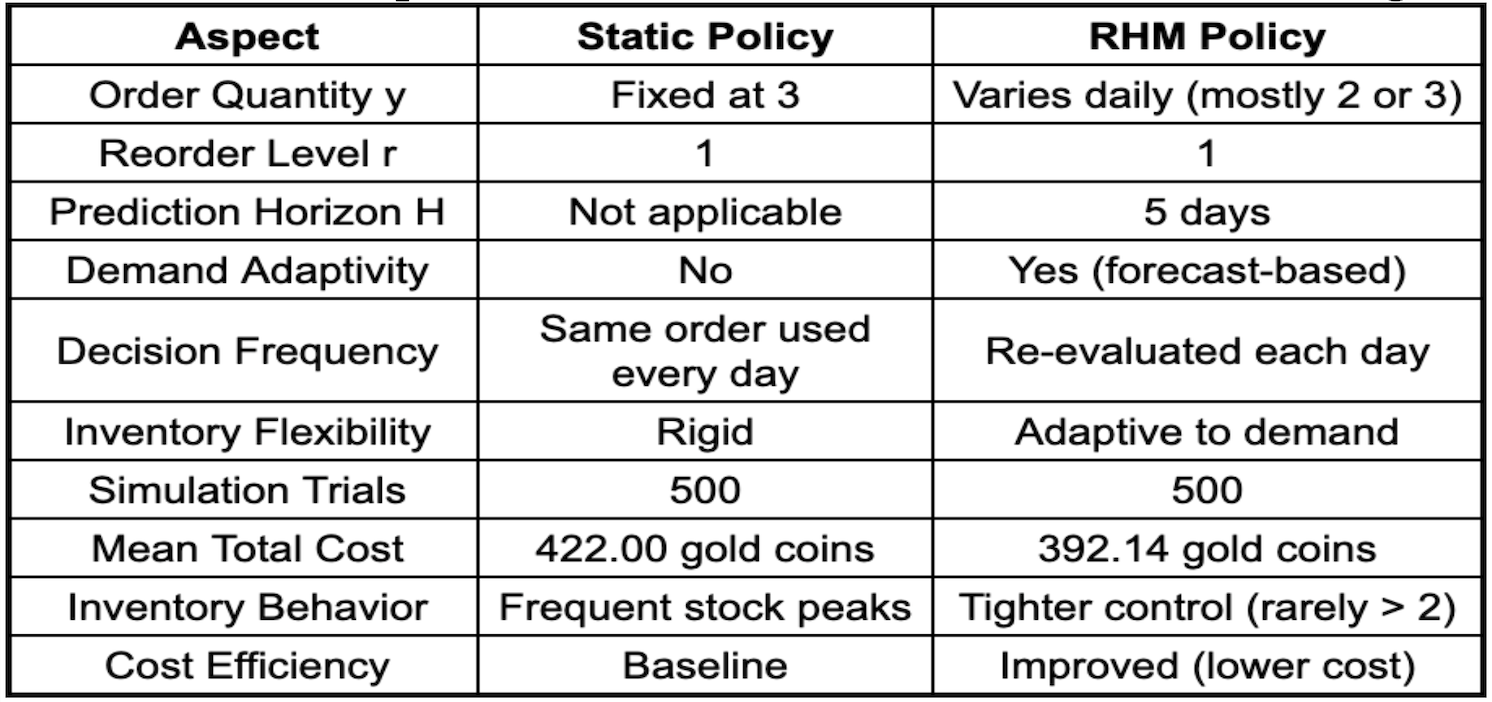 Aspect Static Policy RHM Policy
Order Quantity y Fixed at 3 Varies daily (mostly 2 or 3)
Reorder Level r 1 1
Prediction Horizon H Not applicable 5 days
Demand Adaptivity No Yes (forecast-based)
Decision Frequency Same order used every day Re-evaluated each day
Inventory Flexibility Rigid Adaptive to demand
Simulation Trials 500 500
Mean Total Cost 422.00 gold coins 392.14 gold coins
Inventory Behavior Frequent stock peaks Tighter control (rarely > 2)
Cost Efficiency Baseline Improved (lower cost)